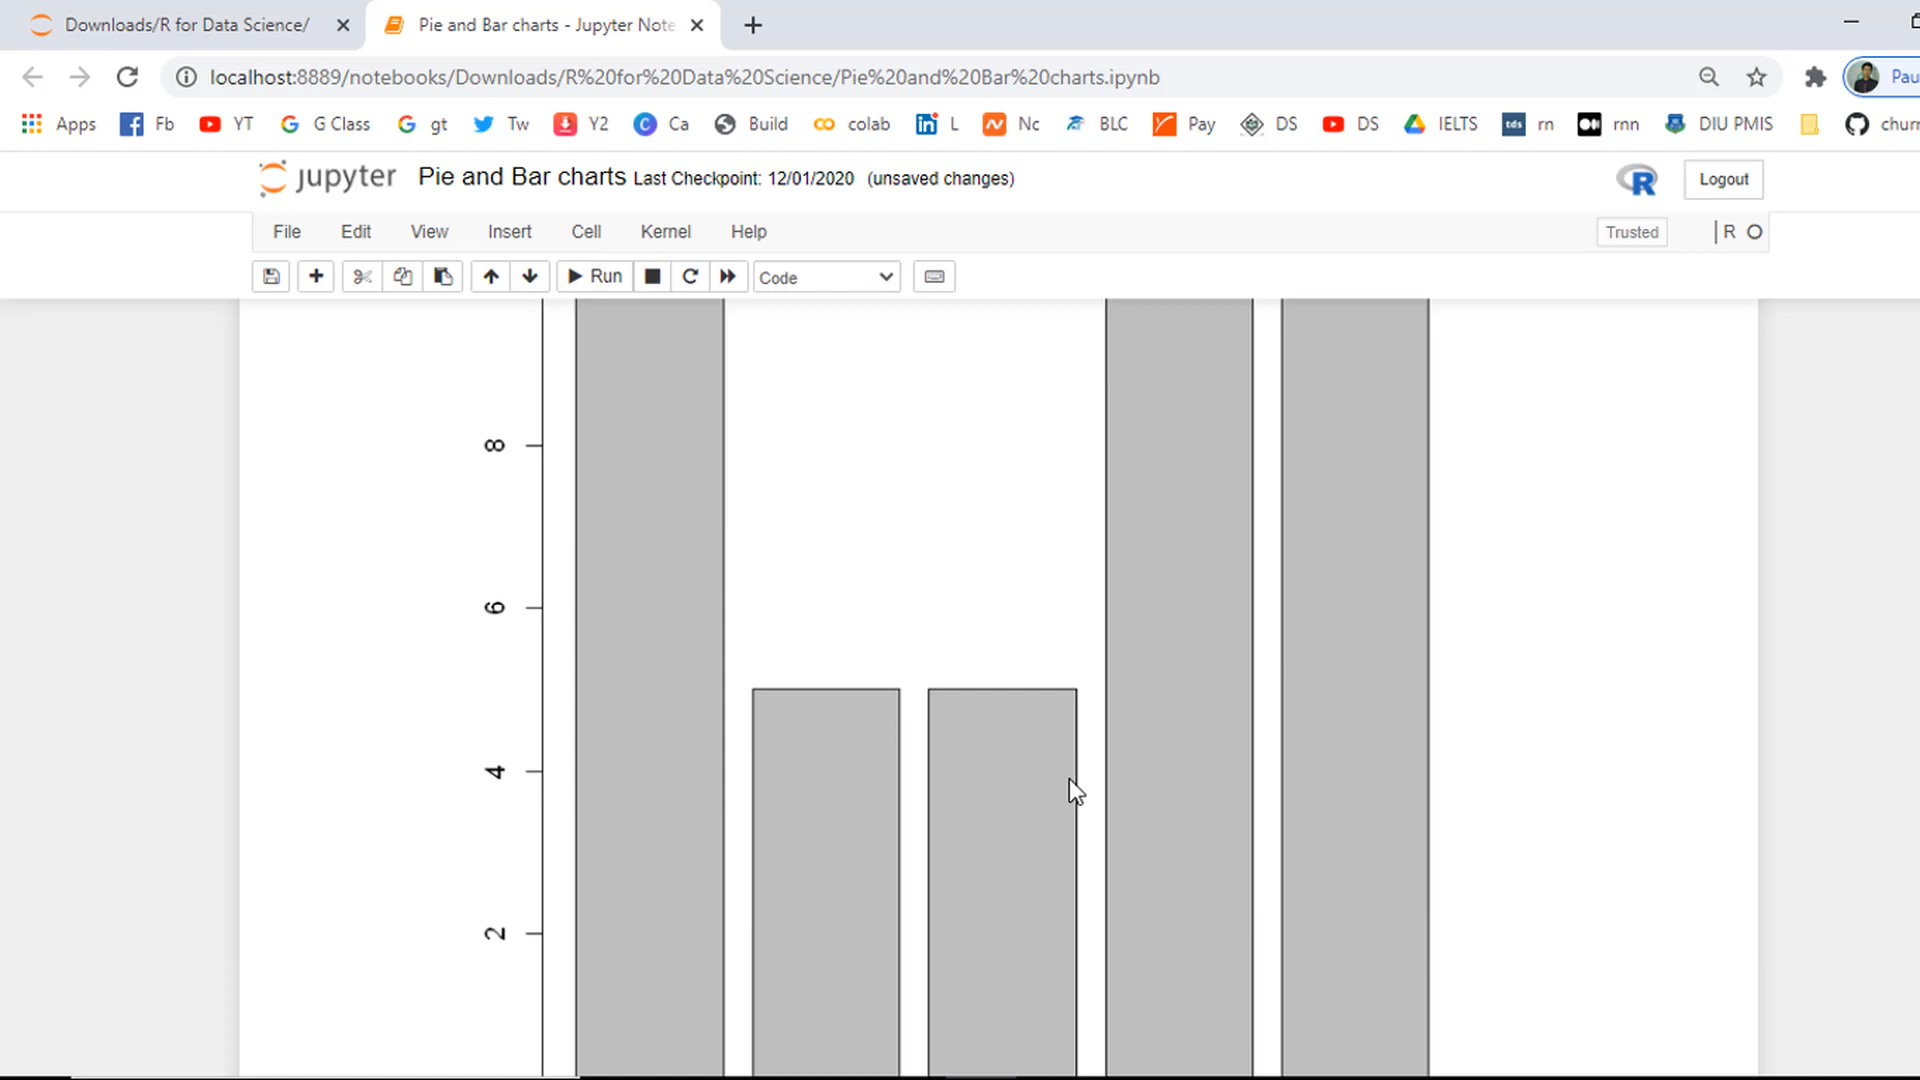 Downloads/R for Data Science/
Pie and Bar charts - Jupyter Note
localhost:8889/notebooks/Downloads/R%20for%20Data%20Science/Pie%20and%20Bar%20charts.ipynb
Pau
Apps Fb YT G Class gt Tw Y2 Ca Build colab L Nc BLC Pay DS DS IELTS tds rn rnn DIU PMIS churn
jupyter Pie and Bar charts Last Checkpoint: 12/01/2020 (unsaved changes) R Logout
File Edit View Insert Cell Kernel Help Trusted R
Run Code
8
6
4
2